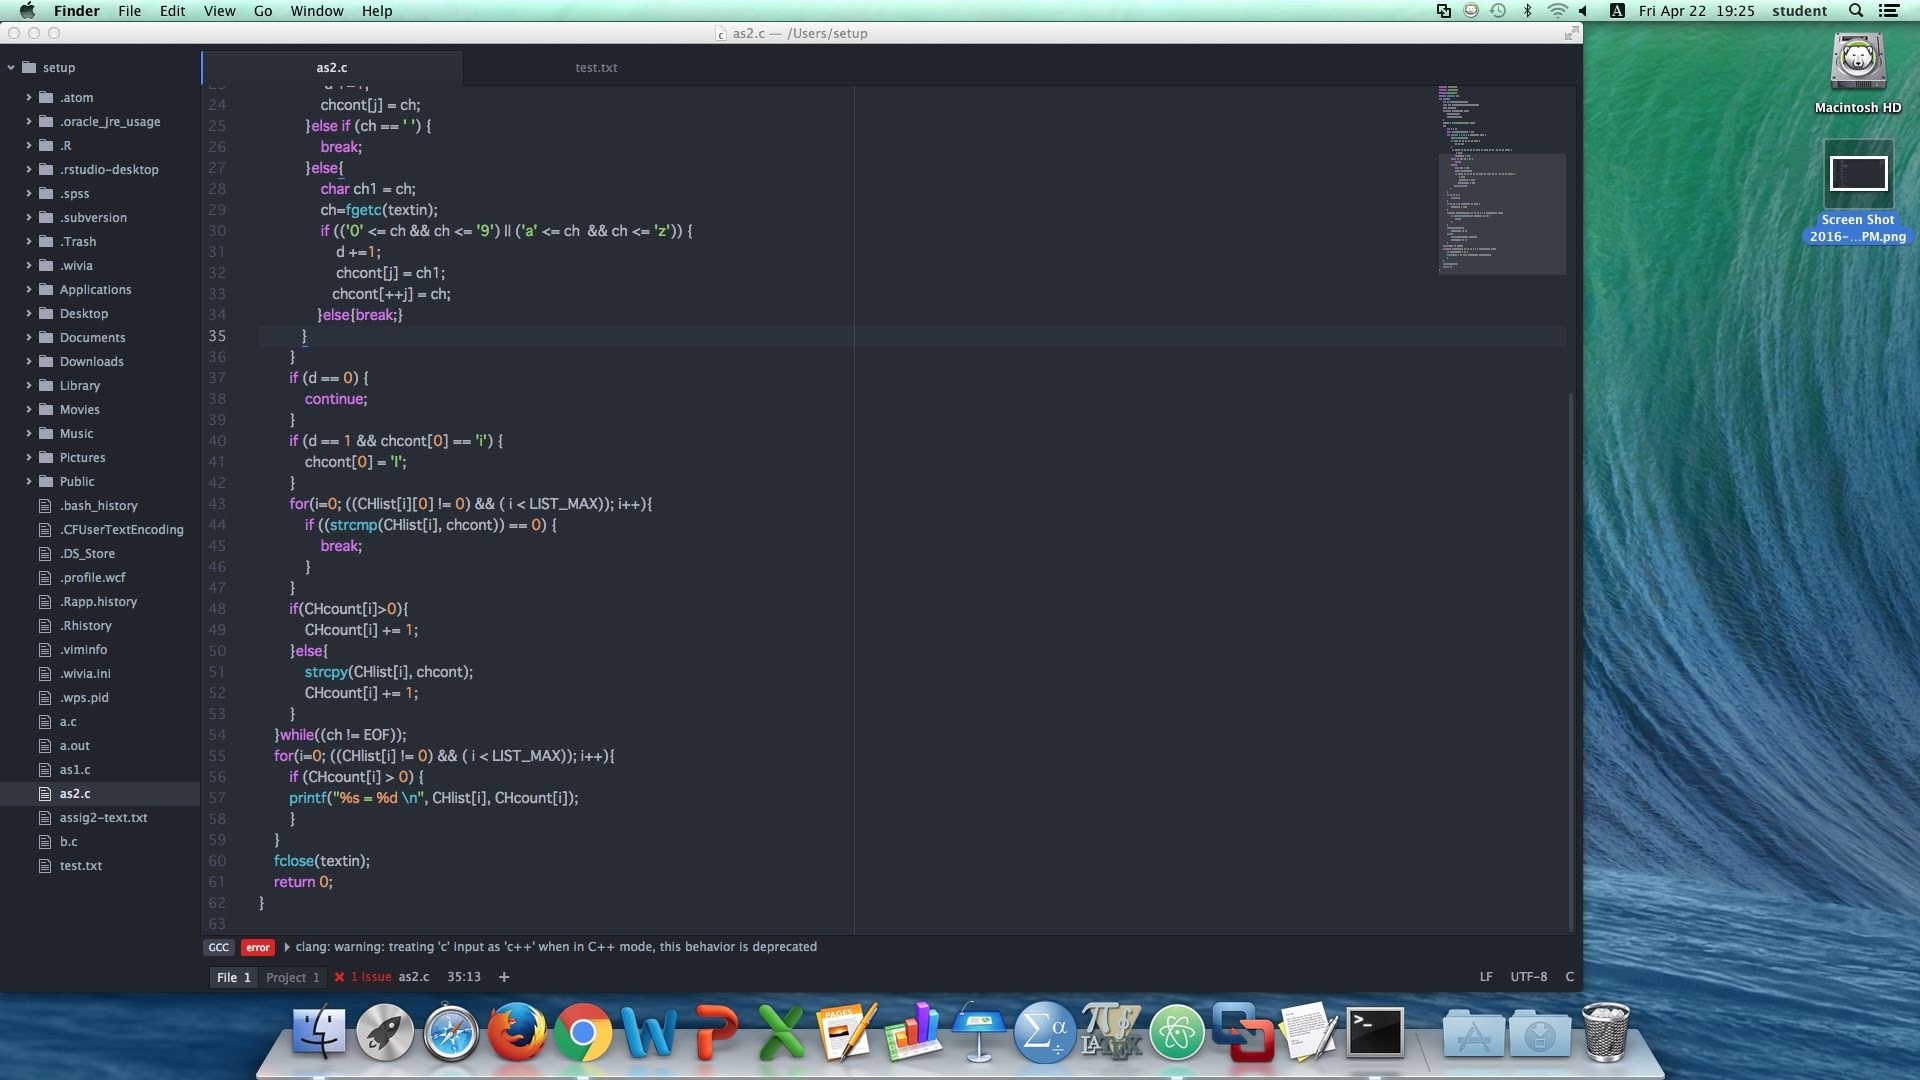 Finder File Edit View Go Window Help
A Fri Apr 22 19:25 student
as2.c — /Users/setup
setup
.atom
.oracle_jre_usage
.R
.rstudio-desktop
.spss
.subversion
.Trash
.wivia
Applications
Desktop
Documents
Downloads
Library
Movies
Music
Pictures
Public
.bash_history
.CFUserTextEncoding
.DS_Store
.profile.wcf
.Rapp.history
.Rhistory
.viminfo
.wivia.ini
.wps.pid
a.c
a.out
as1.c
as2.c
assig2-text.txt
b.c
test.txt
as2.c test.txt
24 chcont[j] = ch;
25 }else if (ch == ' ') {
26 break;
27 }else{
28 char ch1 = ch;
29 ch=fgetc(textin);
30 if (('0' <= ch && ch <= '9') || ('a' <= ch  && ch <= 'z')) {
31 d +=1;
32 chcont[j] = ch1;
33 chcont[++j] = ch;
34 }else{break;}
35 }
36 }
37 if (d == 0) {
38 continue;
39 }
40 if (d == 1 && chcont[0] == 'i') {
41 chcont[0] = 'I';
42 }
43 for(i=0; ((CHlist[i][0] != 0) && ( i < LIST_MAX)); i++){
44 if ((strcmp(CHlist[i], chcont)) == 0) {
45 break;
46 }
47 }
48 if(CHcount[i]>0){
49 CHcount[i] += 1;
50 }else{
51 strcpy(CHlist[i], chcont);
52 CHcount[i] += 1;
53 }
54 }while((ch != EOF));
55 for(i=0; ((CHlist[i] != 0) && ( i < LIST_MAX)); i++){
56 if (CHcount[i] > 0) {
57 printf("%s = %d \n", CHlist[i], CHcount[i]);
58 }
59 }
60 fclose(textin);
61 return 0;
62 }
63
GCC error clang: warning: treating 'c' input as 'c++' when in C++ mode, this behavior is deprecated
File 1 Project 1 1 Issue as2.c 35:13 + LF UTF-8 C
Macintosh HD
Screen Shot
2016-...PM.png
PAGES
LATEX